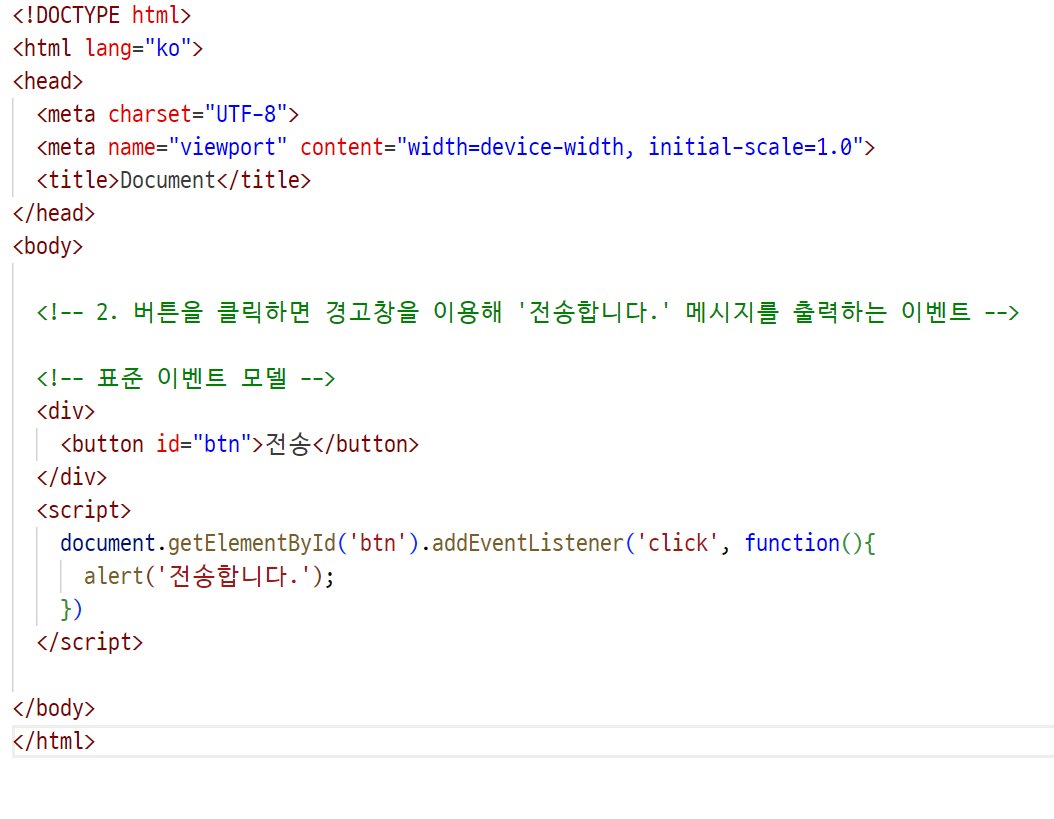 <!DOCTYPE html>
<html lang="ko">
<head>
  <meta charset="UTF-8">
  <meta name="viewport" content="width=device-width, initial-scale=1.0">
  <title>Document</title>
</head>
<body>

  <!-- 2. 버튼을 클릭하면 경고창을 이용해 '전송합니다.' 메시지를 출력하는 이벤트 -->

  <!-- 표준 이벤트 모델 -->
  <div>
    <button id="btn">전송</button>
  </div>
  <script>
    document.getElementById('btn').addEventListener('click', function(){
      alert('전송합니다.');
    })
  </script>

</body>
</html>